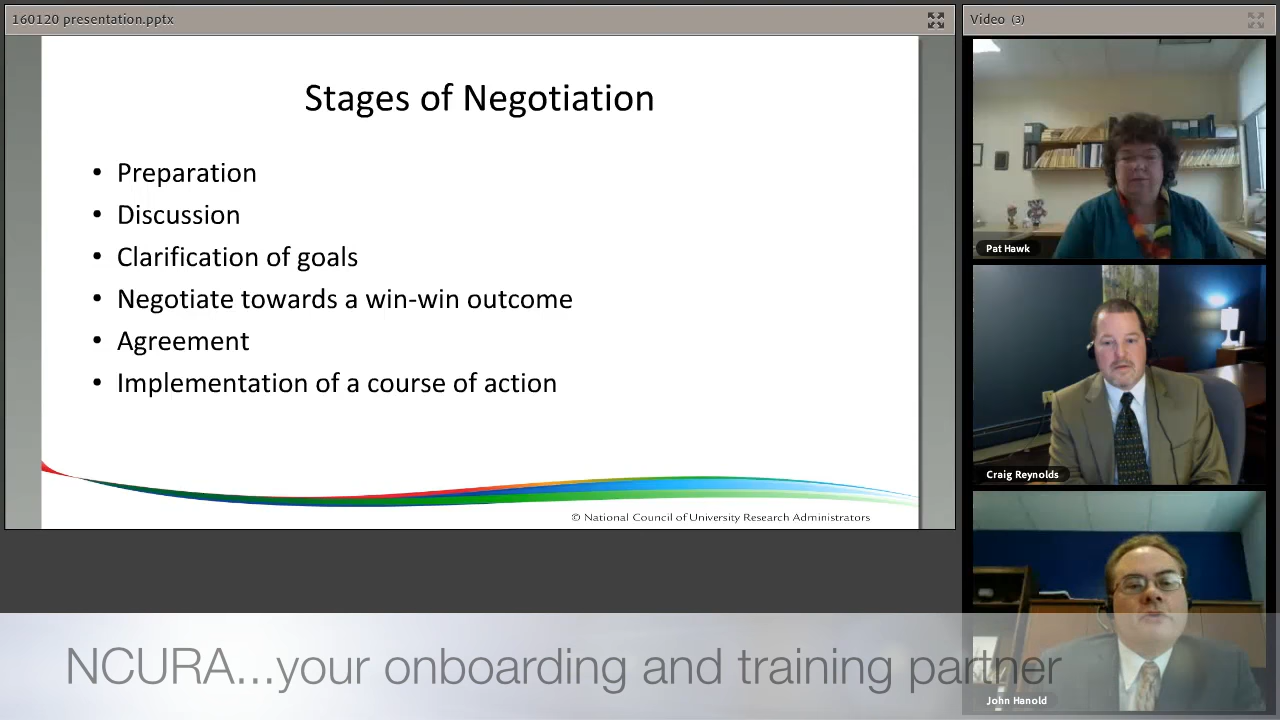 160120 presentation.pptx
Stages of Negotiation
• Preparation
• Discussion
• Clarification of goals
• Negotiate towards a win-win outcome
• Agreement
• Implementation of a course of action
© National Council of University Research Administrators
Video (3)
Pat Hawk
Craig Reynolds
John Hanold
NCURA...your onboarding and training partner